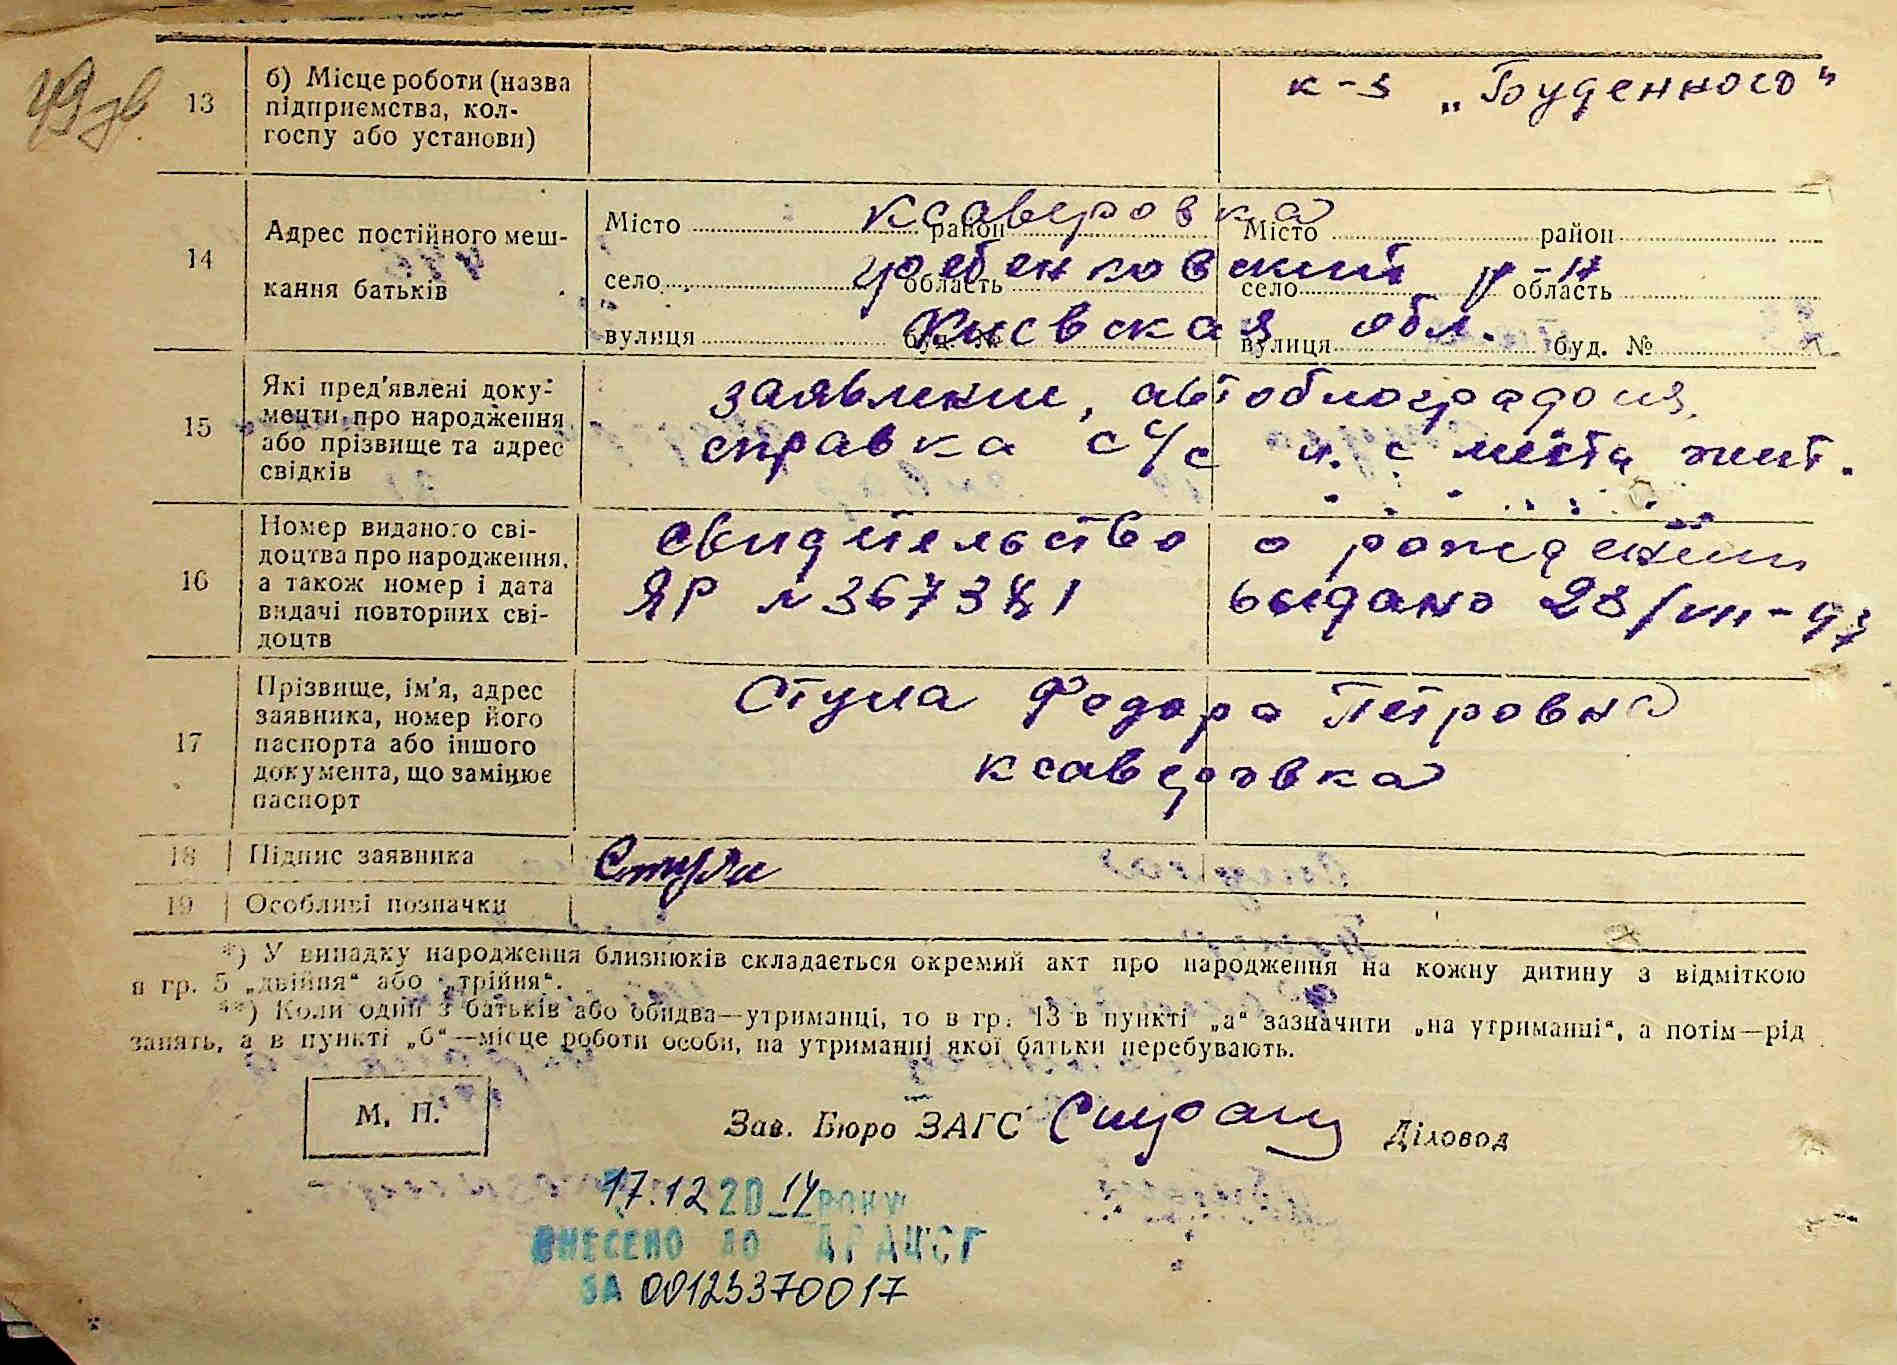 49 зв.
13
б) Місце роботи (назва
підприємства, кол-
госпу або установи)
к-з „Буденного“
14
Адрес постійного меш-
кання батьків
Місто район Місто район
Ксаверовка
село область село область
Гребенковский р-н
вулиця буд. № вулиця буд. №
Киевская обл.
15
Які пред'явлені доку-
менти про народження
або прізвище та адрес
свідків
заявление, автобиография,
справка с/с и с места жит.
16
Номер виданого сві-
доцтва про народження,
а також номер і дата
видачі повторних сві-
доцтв
свидетельство о рождении
ЯР № 367381 выдано 28/VII-47
17
Прізвище, ім'я, адрес
заявника, номер його
паспорта або іншого
документа, що замінює
паспорт
Стула Федора Петровна
Ксаверовка
18 Підпис заявника Стула
19 Особливі позначки
*) У випадку народження близнюків складається окремий акт про народження на кожну дитину з відміткою
в гр. 5 „двійня“ або „трійня“.
**) Коли один з батьків або обидва—утриманці, то в гр. 13 в пункті „а“ зазначити „на утриманні“, а потім—рід
занять, а в пункті „б“—місце роботи особи, на утриманні якої батьки перебувають.
М. П.
Зав. Бюро ЗАГС Діловод
17.12 2014 РОКУ
ВНЕСЕНО ДО ДРАЦСГ
ЗА 00125370017